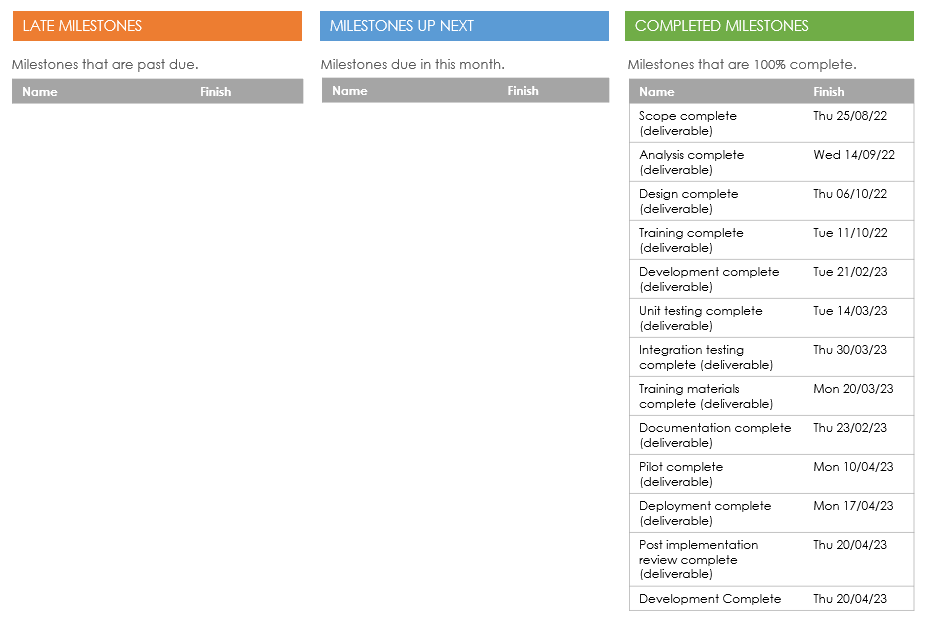 LATE MILESTONES
Milestones that are past due.
Name Finish
MILESTONES UP NEXT
Milestones due in this month.
Name Finish
COMPLETED MILESTONES
Milestones that are 100% complete.
Name Finish
Scope complete Thu 25/08/22
(deliverable)
Analysis complete Wed 14/09/22
(deliverable)
Design complete Thu 06/10/22
(deliverable)
Training complete Tue 11/10/22
(deliverable)
Development complete Tue 21/02/23
(deliverable)
Unit testing complete Tue 14/03/23
(deliverable)
Integration testing Thu 30/03/23
complete (deliverable)
Training materials Mon 20/03/23
complete (deliverable)
Documentation complete Thu 23/02/23
(deliverable)
Pilot complete Mon 10/04/23
(deliverable)
Deployment complete Mon 17/04/23
(deliverable)
Post implementation Thu 20/04/23
review complete
(deliverable)
Development Complete Thu 20/04/23